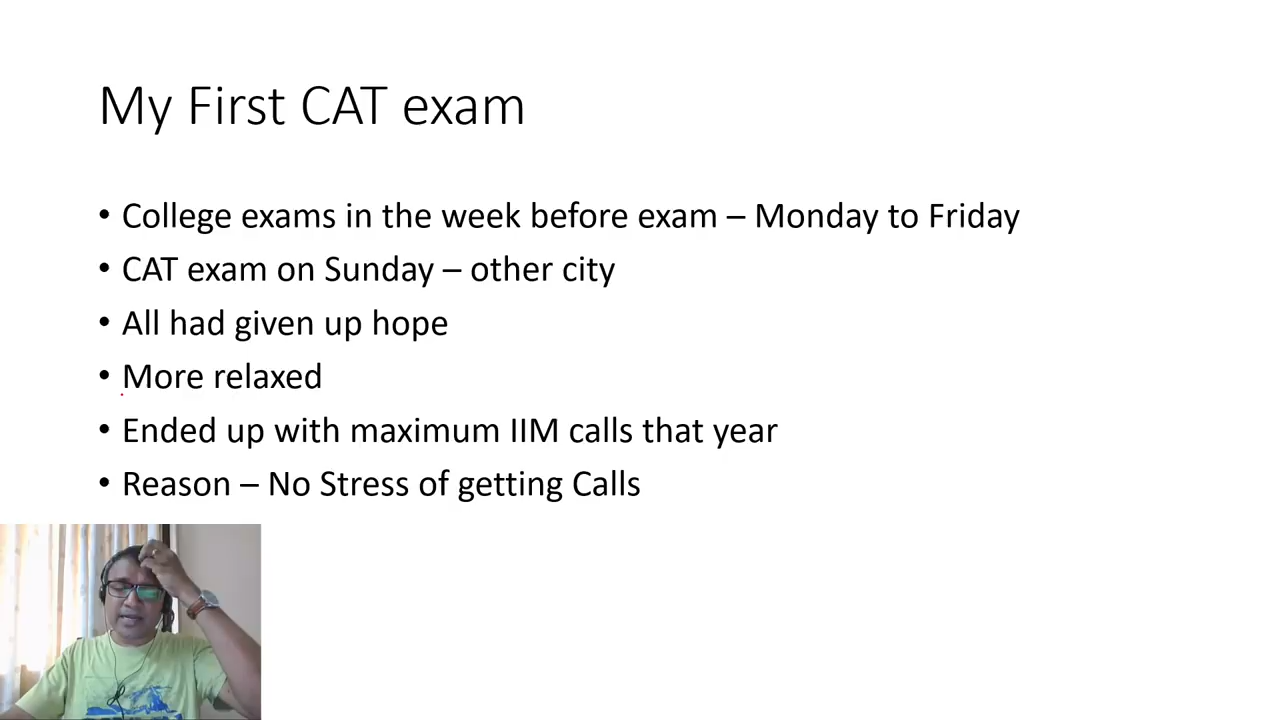 My First CAT exam
• College exams in the week before exam – Monday to Friday
• CAT exam on Sunday – other city
• All had given up hope
• More relaxed
• Ended up with maximum IIM calls that year
• Reason – No Stress of getting Calls